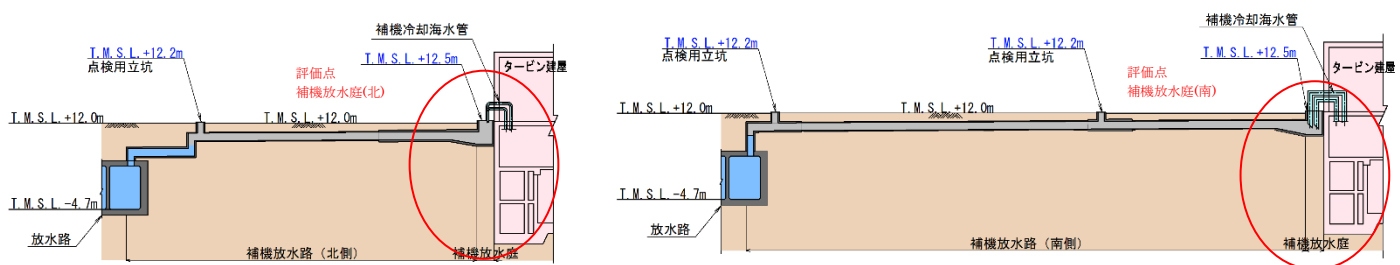 補機冷却海水管
T.M.S.L.+12.2m
点検用立坑
T.M.S.L.+12.5m
タービン建屋
評価点
補機放水庭(北)
T.M.S.L.+12.0m
T.M.S.L.+12.0m
T.M.S.L.-4.7m
放水路
補機放水路(北側)
補機放水庭
補機冷却海水管
T.M.S.L.+12.2m
点検用立坑
T.M.S.L.+12.2m
点検用立坑
T.M.S.L.+12.5m
タービン建屋
評価点
補機放水庭(南)
T.M.S.L.+12.0m
T.M.S.L.+12.0m
T.M.S.L.-4.7m
放水路
補機放水路(南側)
補機放水庭